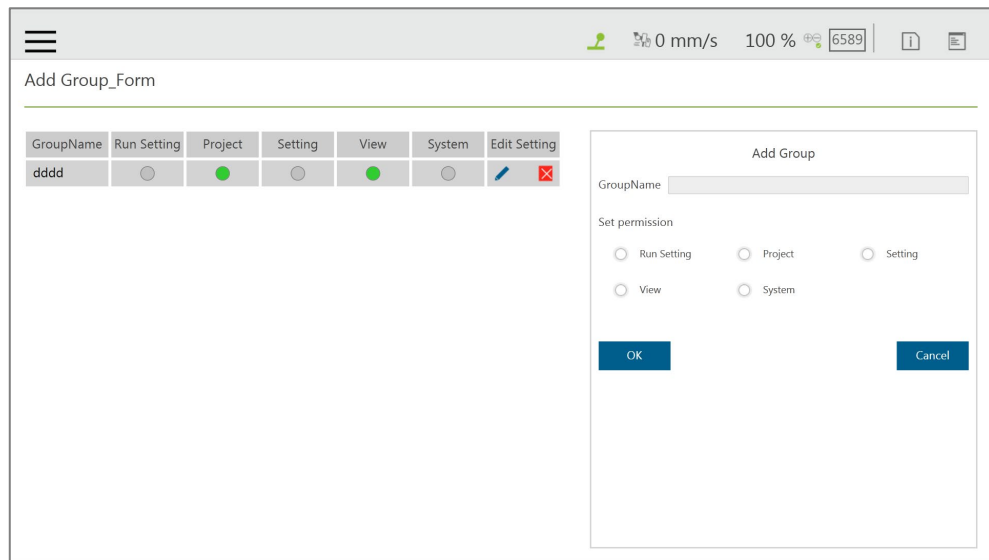 0 mm/s 100 % 6589
Add Group_Form
GroupName Run Setting Project Setting View System Edit Setting
dddd
Add Group
GroupName
Set permission
Run Setting Project Setting
View System
OK Cancel